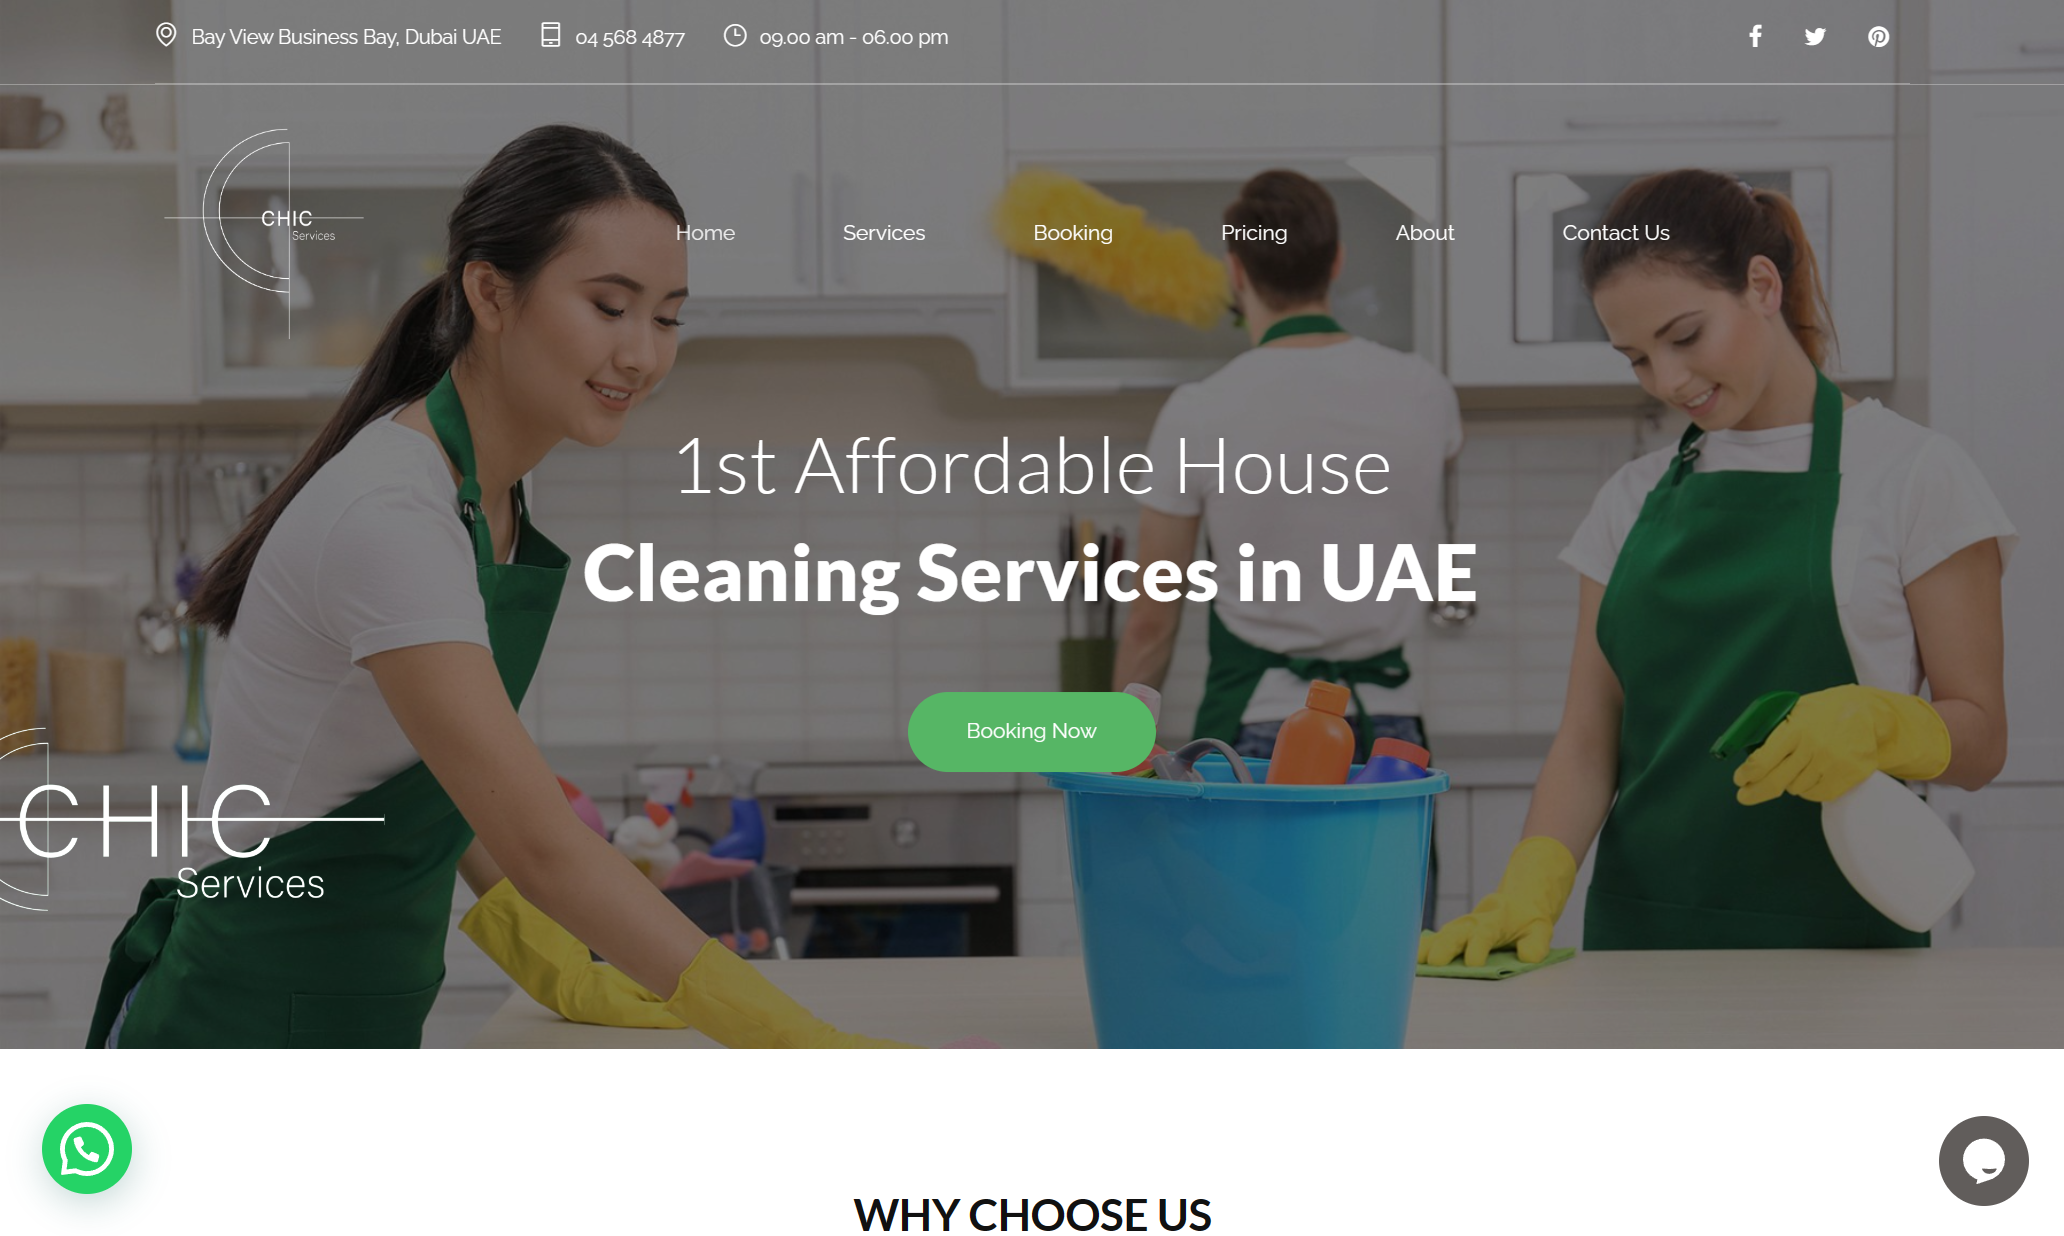 Bay View Business Bay, Dubai UAE
04 568 4877
09.00 am - 06.00 pm
CHIC
Services
Home
Services
Booking
Pricing
About
Contact Us
1st Affordable House
Cleaning Services in UAE
Booking Now
CHIC
Services
WHY CHOOSE US